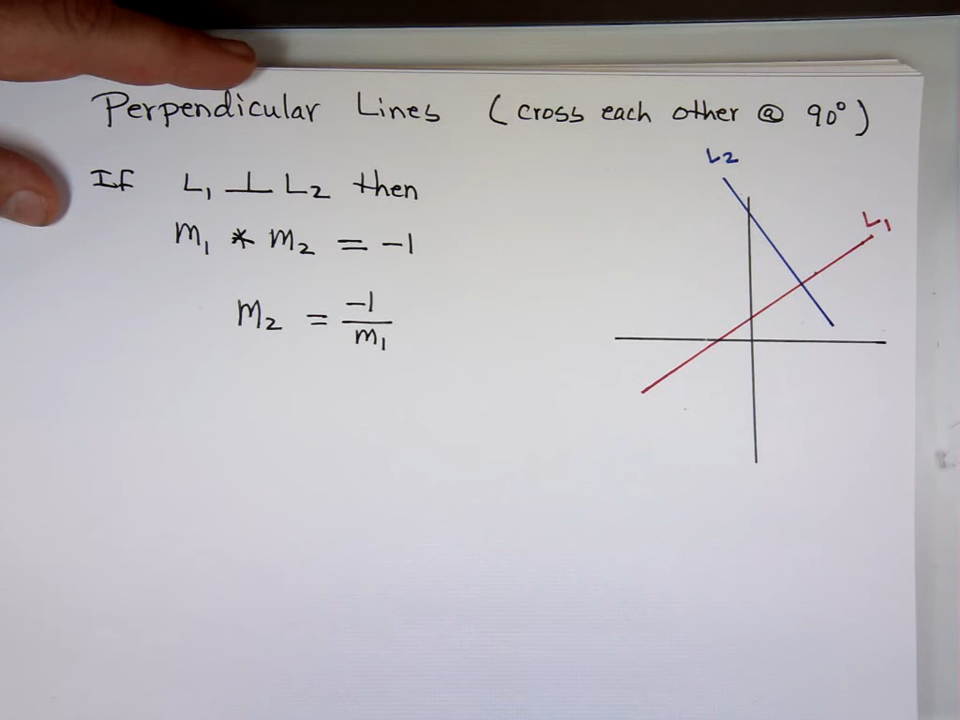 Perpendicular Lines (cross each other @ 90°)
If L₁ ⊥ L₂ then
m₁ * m₂ = -1
m₂ = -1/m₁
L2
L₁